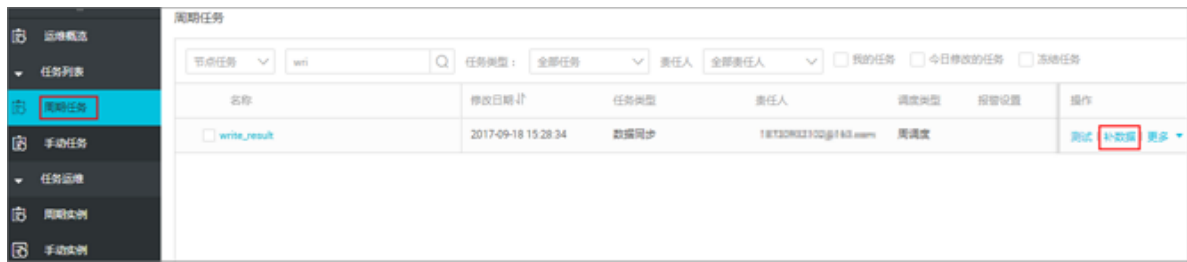 周期任务
运维概览
任务列表
周期任务
手动任务
任务运维
周期实例
手动实例
节点任务 wri 任务类型： 全部任务 责任人 全部责任人 我的任务 今日修改的任务 冻结任务
名称 修改日期 任务类型 责任人 调度类型 报警设置 操作
write_result 2017-09-18 15:28:34 数据同步 周调度 测试 补数据 更多